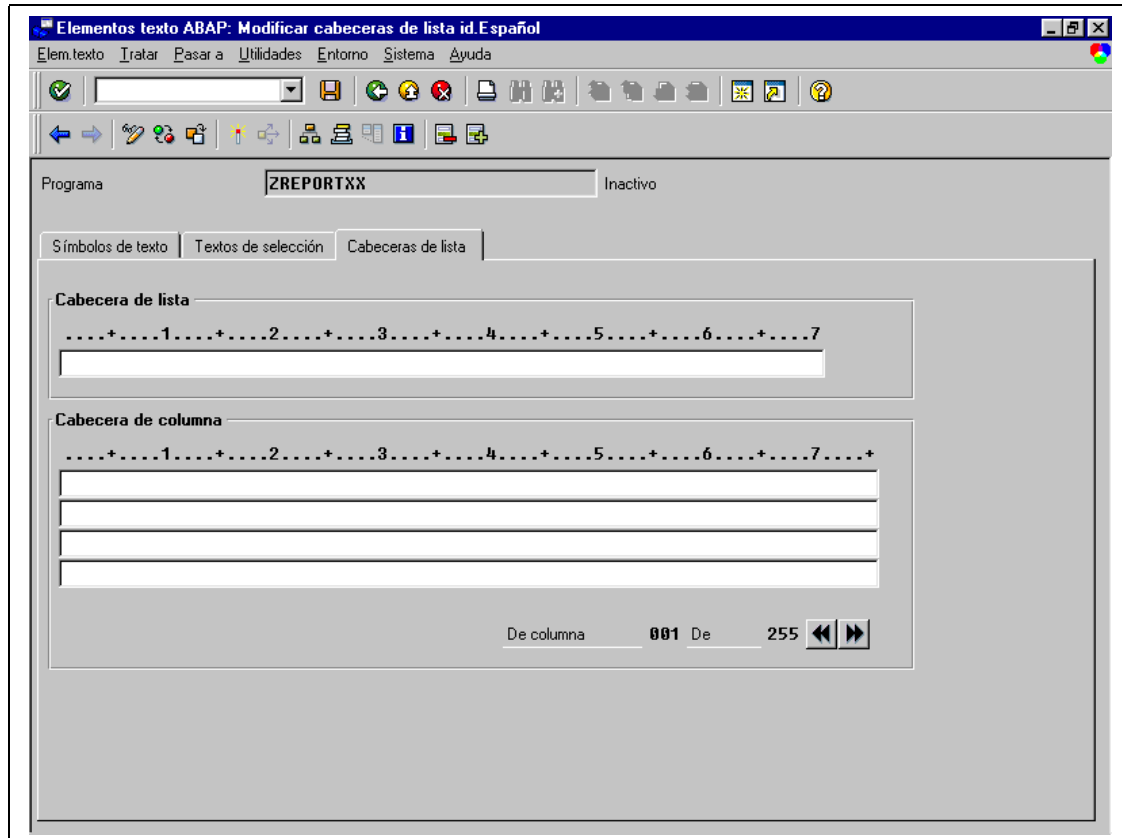 Elementos texto ABAP: Modificar cabeceras de lista id.Español
Elem.texto Tratar Pasar a Utilidades Entorno Sistema Ayuda
Programa ZREPORTXX Inactivo
Símbolos de texto Textos de selección Cabeceras de lista
Cabecera de lista
....+....1....+....2....+....3....+....4....+....5....+....6....+....7
Cabecera de columna
....+....1....+....2....+....3....+....4....+....5....+....6....+....7....+
De columna 001 De 255